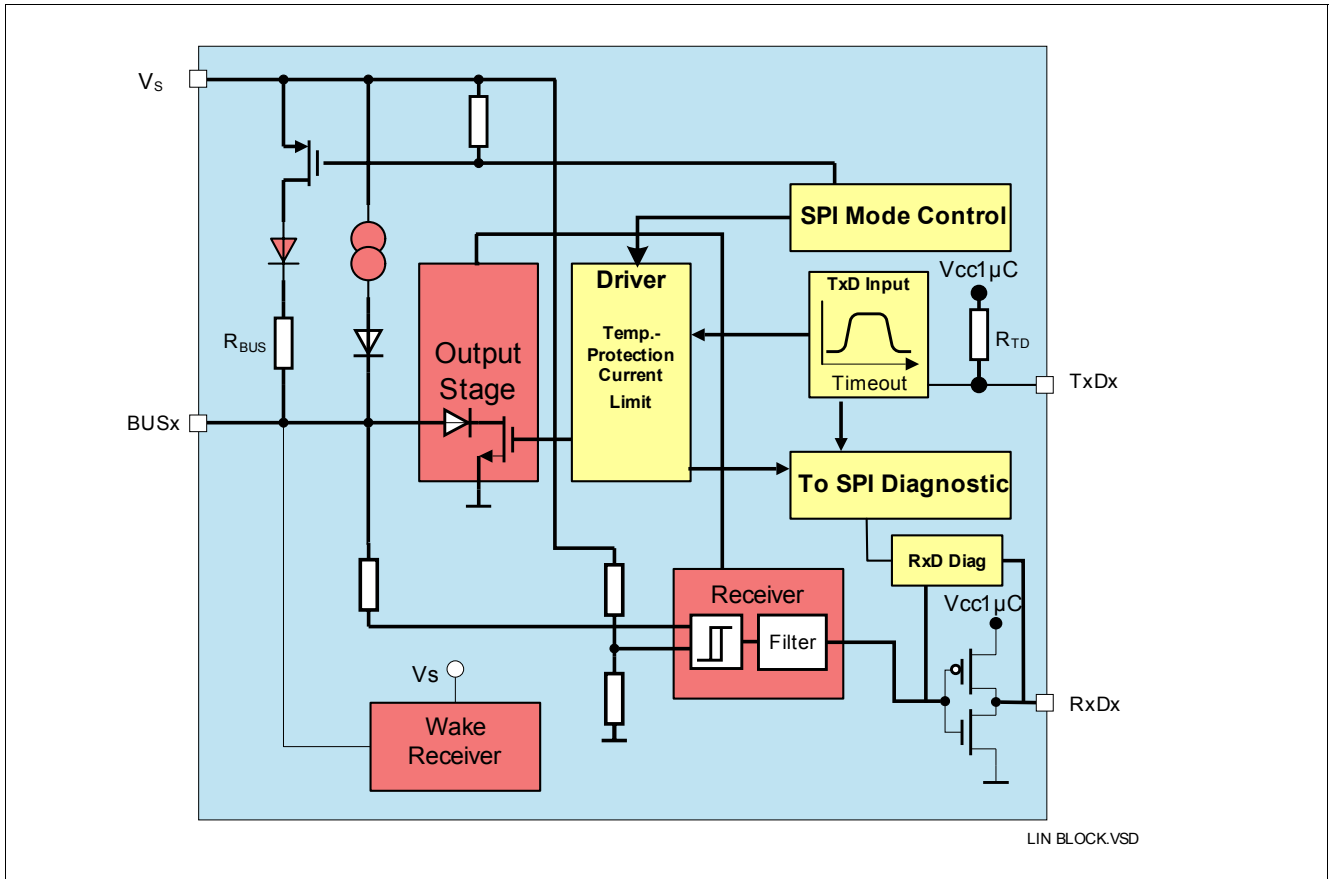 Vs
SPI Mode Control
Vcc1µC
TxD Input
Timeout
RTD
TxDx
Driver
Temp.-
Protection
Current
Limit
Output
Stage
RBUS
BUSx
To SPI Diagnostic
RxD Diag
Vcc1µC
Receiver
Filter
RxDx
Vs
Wake
Receiver
LIN BLOCK.VSD